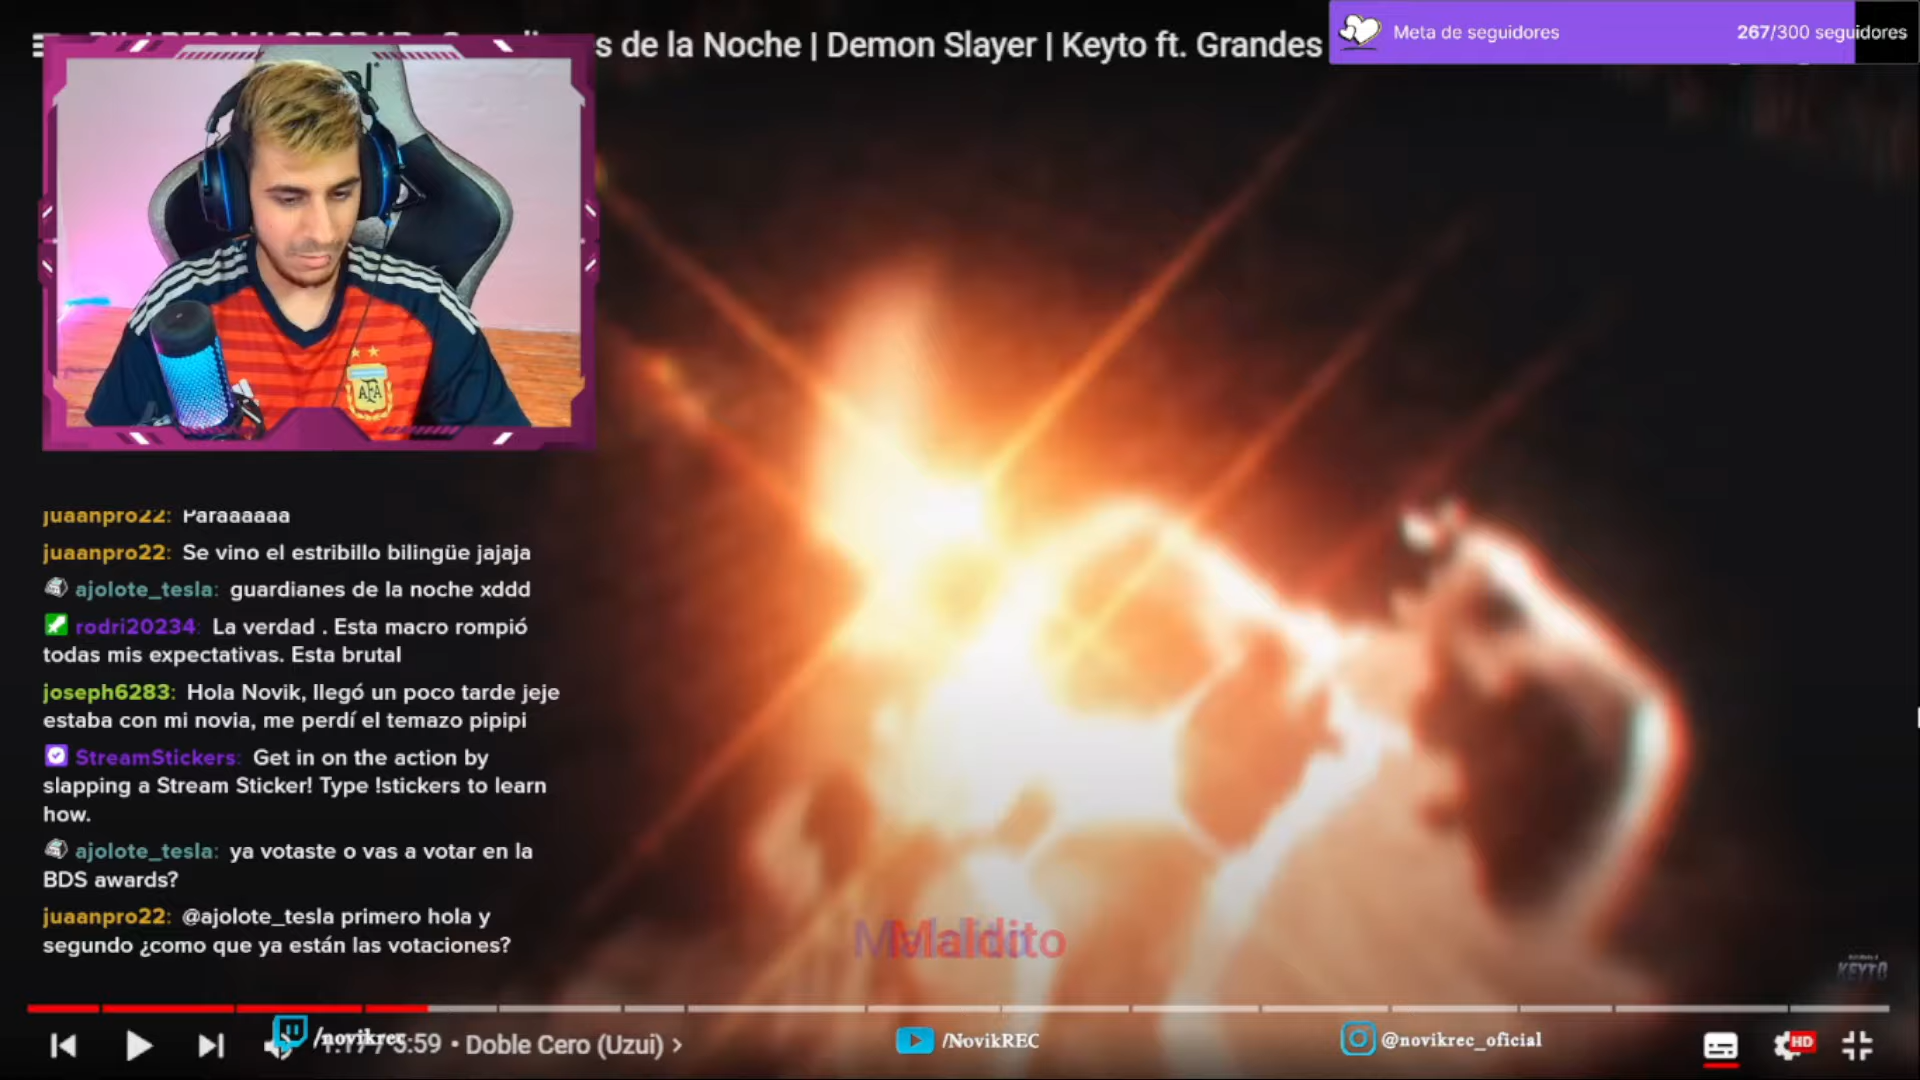 s de la Noche | Demon Slayer | Keyto ft. Grandes
Meta de seguidores
267/300 seguidores
AFA
juaanpro22: Paraaaaaa
juaanpro22: Se vino el estribillo bilingüe jajaja
ajolote_tesla: guardianes de la noche xddd
rodri20234: La verdad . Esta macro rompió
todas mis expectativas. Esta brutal
joseph6283: Hola Novik, llegó un poco tarde jeje
estaba con mi novia, me perdí el temazo pipipi
StreamStickers: Get in on the action by
slapping a Stream Sticker! Type !stickers to learn
how.
ajolote_tesla: ya votaste o vas a votar en la
BDS awards?
juaanpro22: @ajolote_tesla primero hola y
segundo ¿como que ya están las votaciones?
Maldito
KEYTO
/novikrec
1:17 / 5:59 • Doble Cero (Uzui) >
/NovikREC
@novikrec_oficial
HD